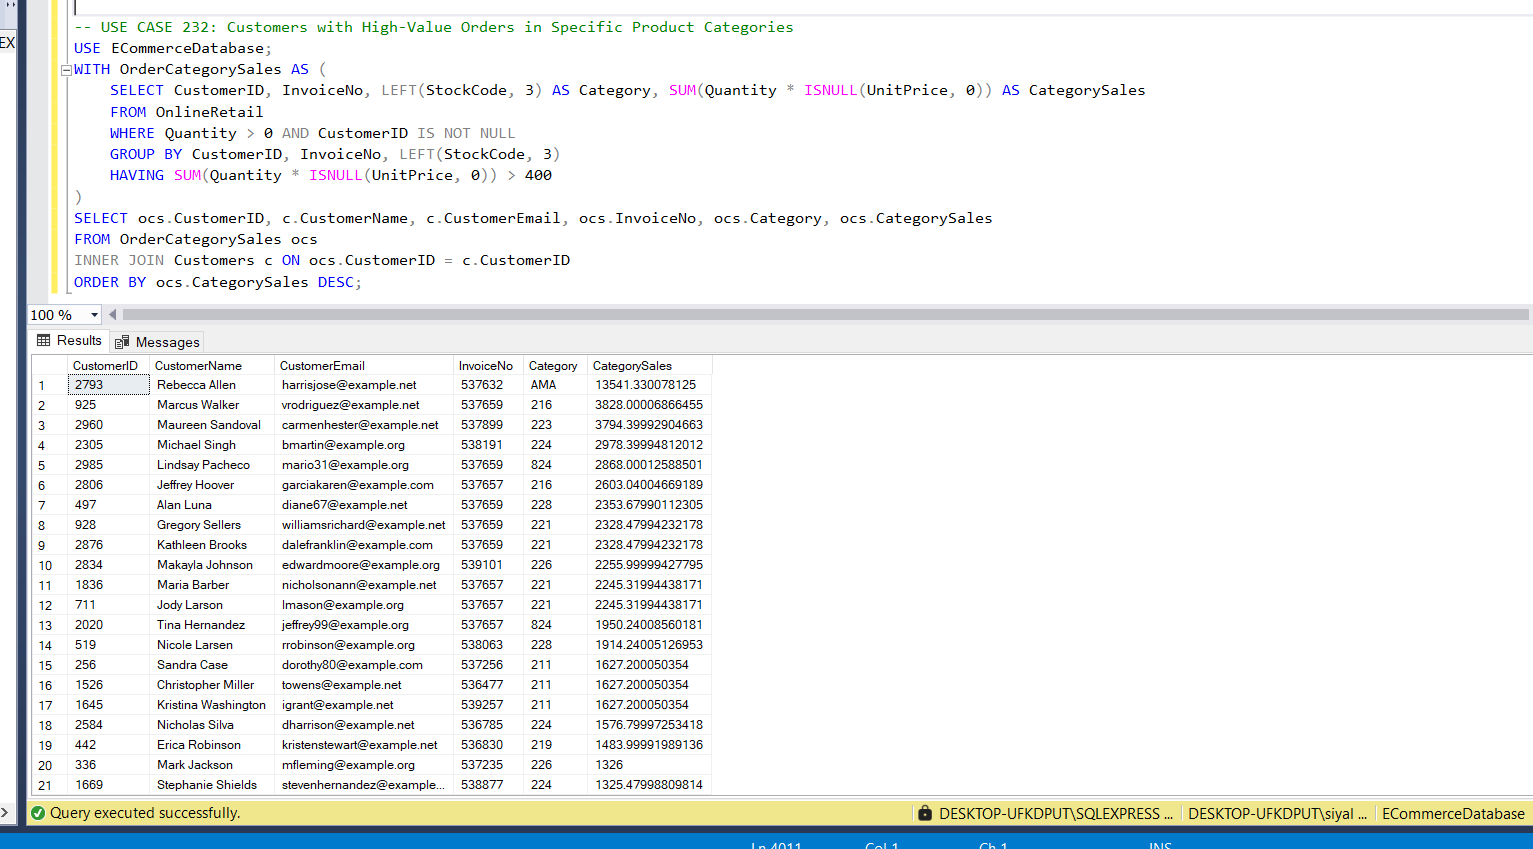 -- USE CASE 232: Customers with High-Value Orders in Specific Product Categories
EX
USE ECommerceDatabase;
WITH OrderCategorySales AS (
SELECT CustomerID, InvoiceNo, LEFT(StockCode, 3) AS Category, SUM(Quantity * ISNULL(UnitPrice, 0)) AS CategorySales
FROM OnlineRetail
WHERE Quantity > 0 AND CustomerID IS NOT NULL
GROUP BY CustomerID, InvoiceNo, LEFT(StockCode, 3)
HAVING SUM(Quantity * ISNULL(UnitPrice, 0)) > 400
)
SELECT ocs.CustomerID, c.CustomerName, c.CustomerEmail, ocs.InvoiceNo, ocs.Category, ocs.CategorySales
FROM OrderCategorySales ocs
INNER JOIN Customers c ON ocs.CustomerID = c.CustomerID
ORDER BY ocs.CategorySales DESC;
100 %
Results Messages
CustomerID CustomerName CustomerEmail InvoiceNo Category CategorySales
1 2793 Rebecca Allen harrisjose@example.net 537632 AMA 13541.330078125
2 925 Marcus Walker vrodriguez@example.net 537659 216 3828.00006866455
3 2960 Maureen Sandoval carmenhester@example.net 537899 223 3794.39992904663
4 2305 Michael Singh bmartin@example.org 538191 224 2978.39994812012
5 2985 Lindsay Pacheco mario31@example.org 537659 824 2868.00012588501
6 2806 Jeffrey Hoover garciakaren@example.com 537657 216 2603.04004669189
7 497 Alan Luna diane67@example.net 537659 228 2353.67990112305
8 928 Gregory Sellers williamsrichard@example.net 537659 221 2328.47994232178
9 2876 Kathleen Brooks dalefranklin@example.com 537659 221 2328.47994232178
10 2834 Makayla Johnson edwardmoore@example.org 539101 226 2255.99999427795
11 1836 Maria Barber nicholsonann@example.net 537657 221 2245.31994438171
12 711 Jody Larson lmason@example.org 537657 221 2245.31994438171
13 2020 Tina Hernandez jeffrey99@example.org 537657 824 1950.24008560181
14 519 Nicole Larsen rrobinson@example.org 538063 228 1914.24005126953
15 256 Sandra Case dorothy80@example.com 537256 211 1627.200050354
16 1526 Christopher Miller towens@example.net 536477 211 1627.200050354
17 1645 Kristina Washington igrant@example.net 539257 211 1627.200050354
18 2584 Nicholas Silva dharrison@example.net 536785 224 1576.79997253418
19 442 Erica Robinson kristenstewart@example.net 536830 219 1483.99991989136
20 336 Mark Jackson mfleming@example.org 537235 226 1326
21 1669 Stephanie Shields stevenhernandez@example... 538877 224 1325.47998809814
Query executed successfully. DESKTOP-UFKDPUT\SQLEXPRESS ... DESKTOP-UFKDPUT\siyal ... ECommerceDatabase
Ln 4011 Col 1 Ch 1 INS